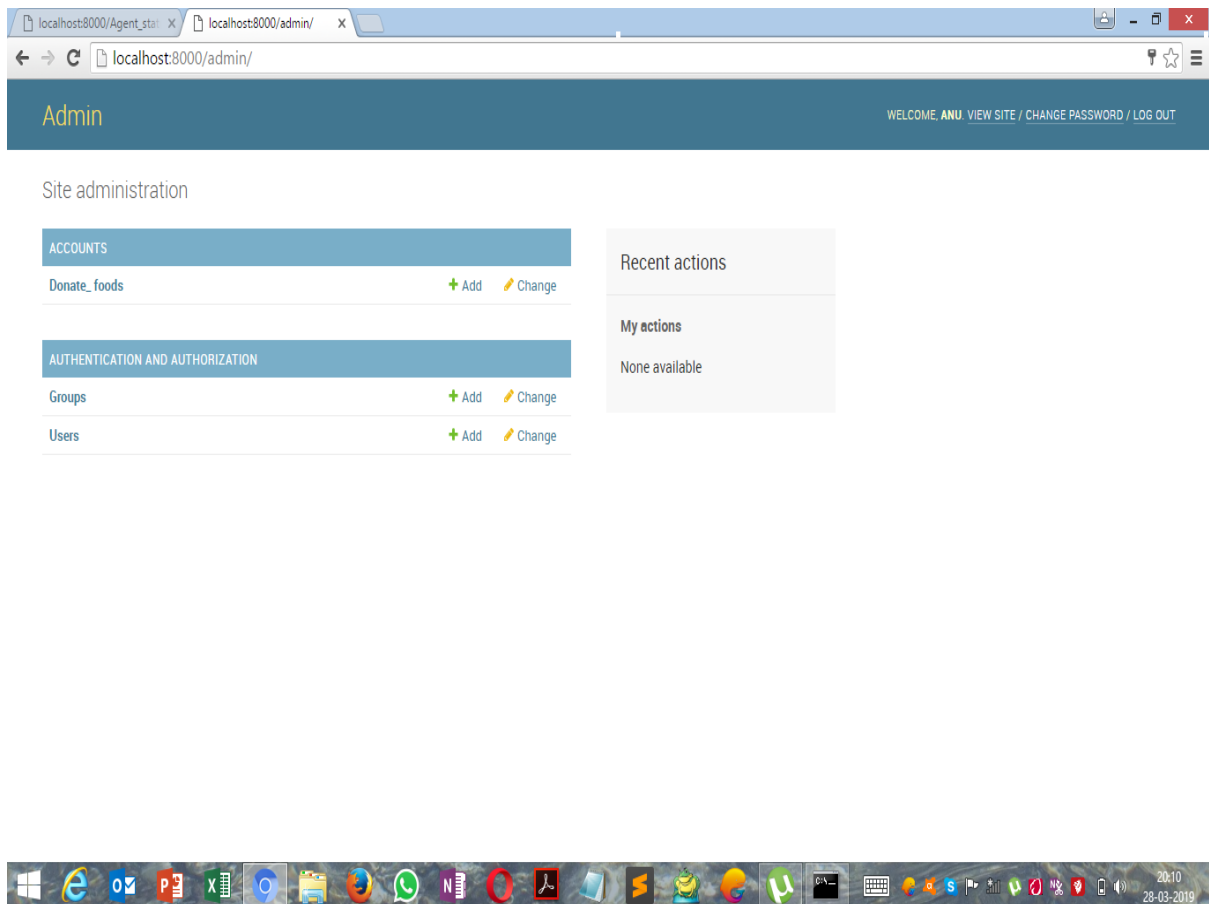 localhost:8000/Agent_stat
localhost:8000/admin/
localhost:8000/admin/
Admin
WELCOME, ANU. VIEW SITE / CHANGE PASSWORD / LOG OUT
Site administration
ACCOUNTS
Donate_ foods + Add Change
AUTHENTICATION AND AUTHORIZATION
Groups + Add Change
Users + Add Change
Recent actions
My actions
None available
20:10
28-03-2019